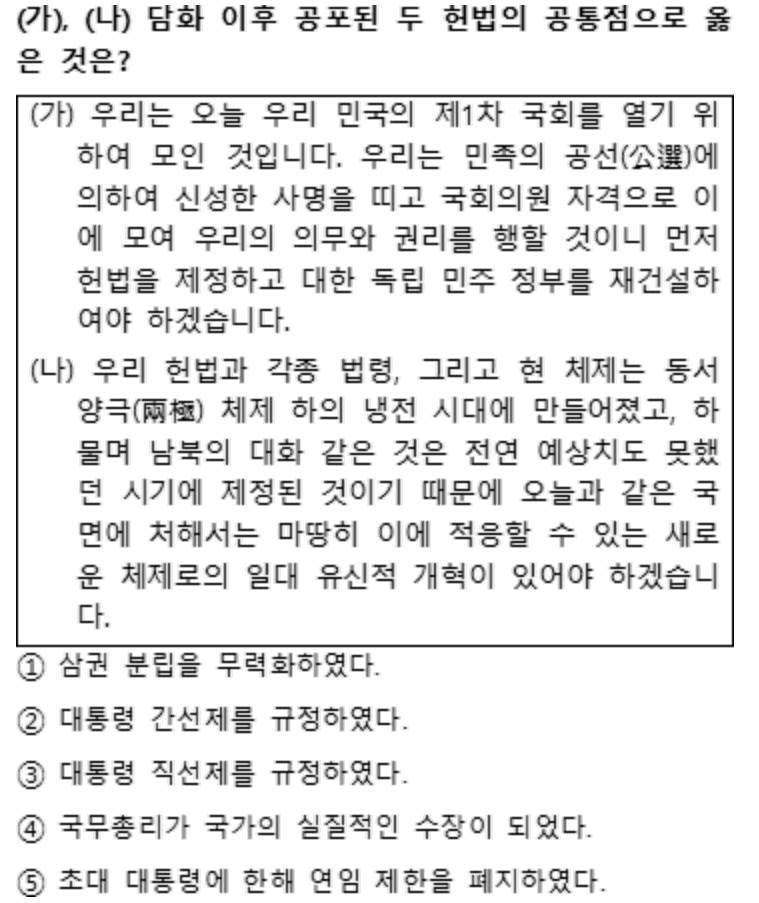 (가), (나) 담화 이후 공포된 두 헌법의 공통점으로 옳
은 것은?
(가) 우리는 오늘 우리 민국의 제1차 국회를 열기 위
하여 모인 것입니다. 우리는 민족의 공선(公選)에
의하여 신성한 사명을 띠고 국회의원 자격으로 이
에 모여 우리의 의무와 권리를 행할 것이니 먼저
헌법을 제정하고 대한 독립 민주 정부를 재건설하
여야 하겠습니다.
(나) 우리 헌법과 각종 법령, 그리고 현 체제는 동서
양극(兩極) 체제 하의 냉전 시대에 만들어졌고, 하
물며 남북의 대화 같은 것은 전연 예상치도 못했
던 시기에 제정된 것이기 때문에 오늘과 같은 국
면에 처해서는 마땅히 이에 적응할 수 있는 새로
운 체제로의 일대 유신적 개혁이 있어야 하겠습니
다.
① 삼권 분립을 무력화하였다.
② 대통령 간선제를 규정하였다.
③ 대통령 직선제를 규정하였다.
④ 국무총리가 국가의 실질적인 수장이 되었다.
⑤ 초대 대통령에 한해 연임 제한을 폐지하였다.